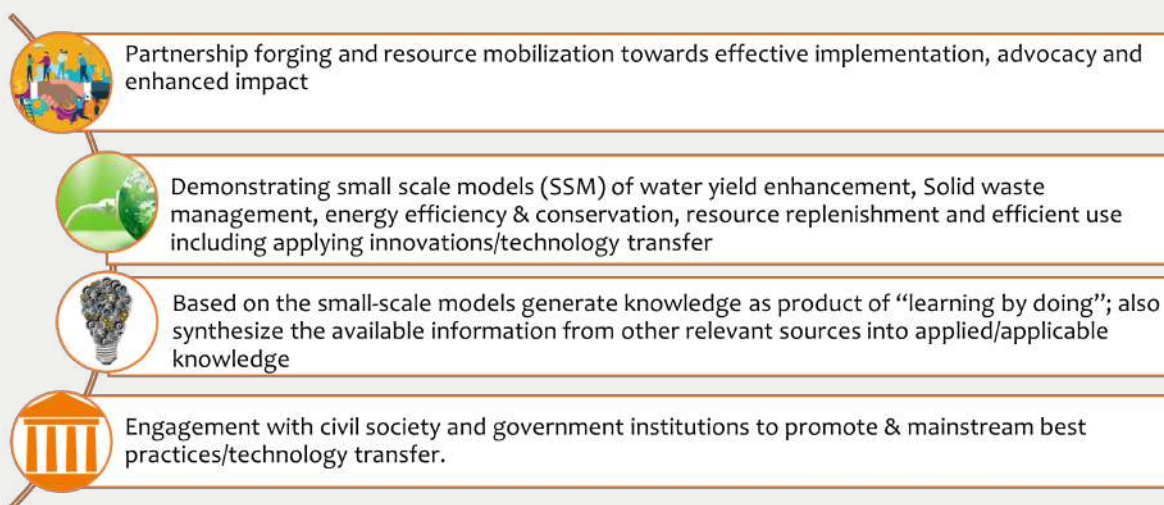 Partnership forging and resource mobilization towards effective implementation, advocacy and
enhanced impact
Demonstrating small scale models (SSM) of water yield enhancement, Solid waste
management, energy efficiency & conservation, resource replenishment and efficient use
including applying innovations/technology transfer
Based on the small-scale models generate knowledge as product of “learning by doing”; also
synthesize the available information from other relevant sources into applied/applicable
knowledge
Engagement with civil society and government institutions to promote & mainstream best
practices/technology transfer.